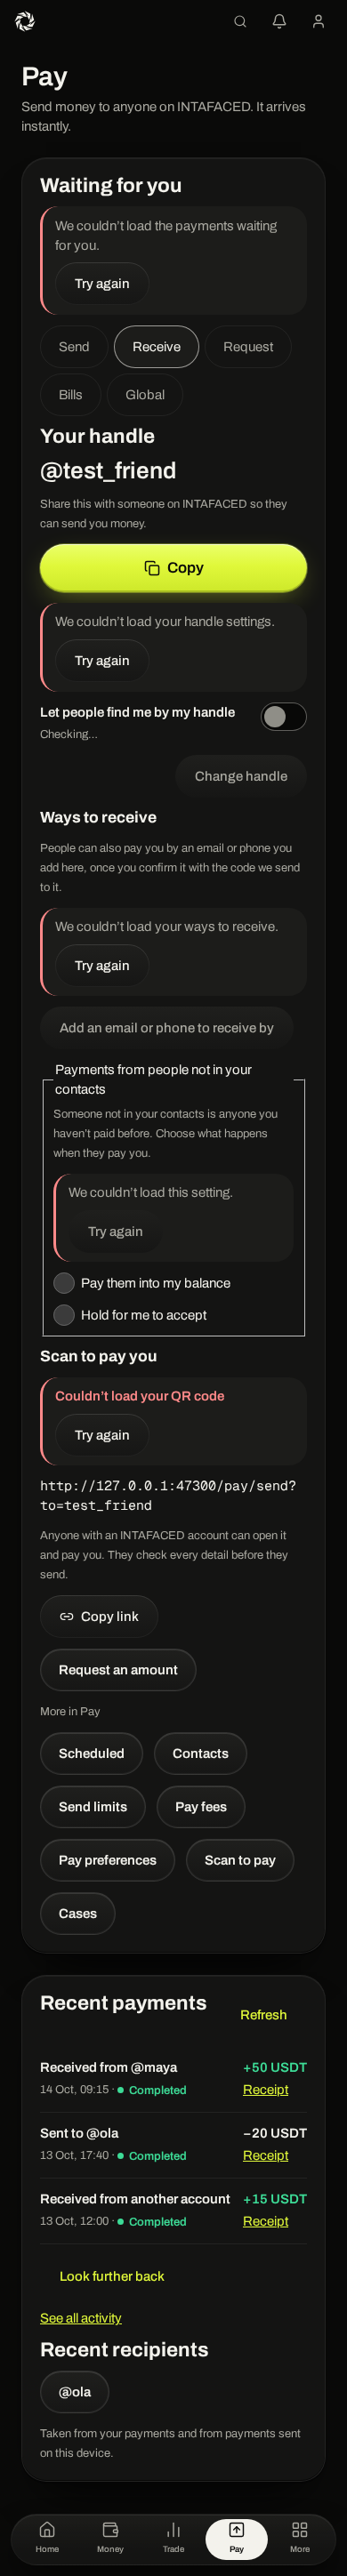 Pay
Send money to anyone on INTAFACED. It arrives
instantly.
Waiting for you
We couldn't load the payments waiting
for you.
Try again
Send
Receive
Request
Bills
Global
Your handle
@test_friend
Share this with someone on INTAFACED so they
can send you money.
Copy
We couldn't load your handle settings.
Try again
Let people find me by my handle
Checking...
Change handle
Ways to receive
People can also pay you by an email or phone you
add here, once you confirm it with the code we send
to it.
We couldn't load your ways to receive.
Try again
Add an email or phone to receive by
Payments from people not in your
contacts
Someone not in your contacts is anyone you
haven't paid before. Choose what happens
when they pay you.
We couldn't load this setting.
Try again
Pay them into my balance
Hold for me to accept
Scan to pay you
Couldn't load your QR code
Try again
http://127.0.0.1:47300/pay/send?
to=test_friend
Anyone with an INTAFACED account can open it
and pay you. They check every detail before they
send.
Copy link
Request an amount
More in Pay
Scheduled
Contacts
Send limits
Pay fees
Pay preferences
Scan to pay
Cases
Recent payments
Refresh
Received from @maya
+50 USDT
14 Oct, 09:15 · Completed
Receipt
Sent to @ola
−20 USDT
13 Oct, 17:40 · Completed
Receipt
Received from another account
+15 USDT
13 Oct, 12:00 · Completed
Receipt
Look further back
See all activity
Recent recipients
@ola
Taken from your payments and from payments sent
on this device.
Home
Money
Trade
Pay
More